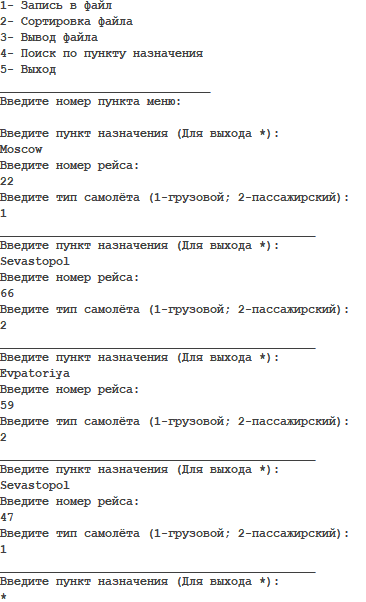 1- Запись в файл
2- Сортировка файла
3- Вывод файла
4- Поиск по пункту назначения
5- Выход
______________________________
Введите номер пункта меню:
Введите пункт назначения (Для выхода *):
Moscow
Введите номер рейса:
22
Введите тип самолёта (1-грузовой; 2-пассажирский):
1
_____________________________________________
Введите пункт назначения (Для выхода *):
Sevastopol
Введите номер рейса:
66
Введите тип самолёта (1-грузовой; 2-пассажирский):
2
_____________________________________________
Введите пункт назначения (Для выхода *):
Evpatoriya
Введите номер рейса:
59
Введите тип самолёта (1-грузовой; 2-пассажирский):
2
_____________________________________________
Введите пункт назначения (Для выхода *):
Sevastopol
Введите номер рейса:
47
Введите тип самолёта (1-грузовой; 2-пассажирский):
1
_____________________________________________
Введите пункт назначения (Для выхода *):
*